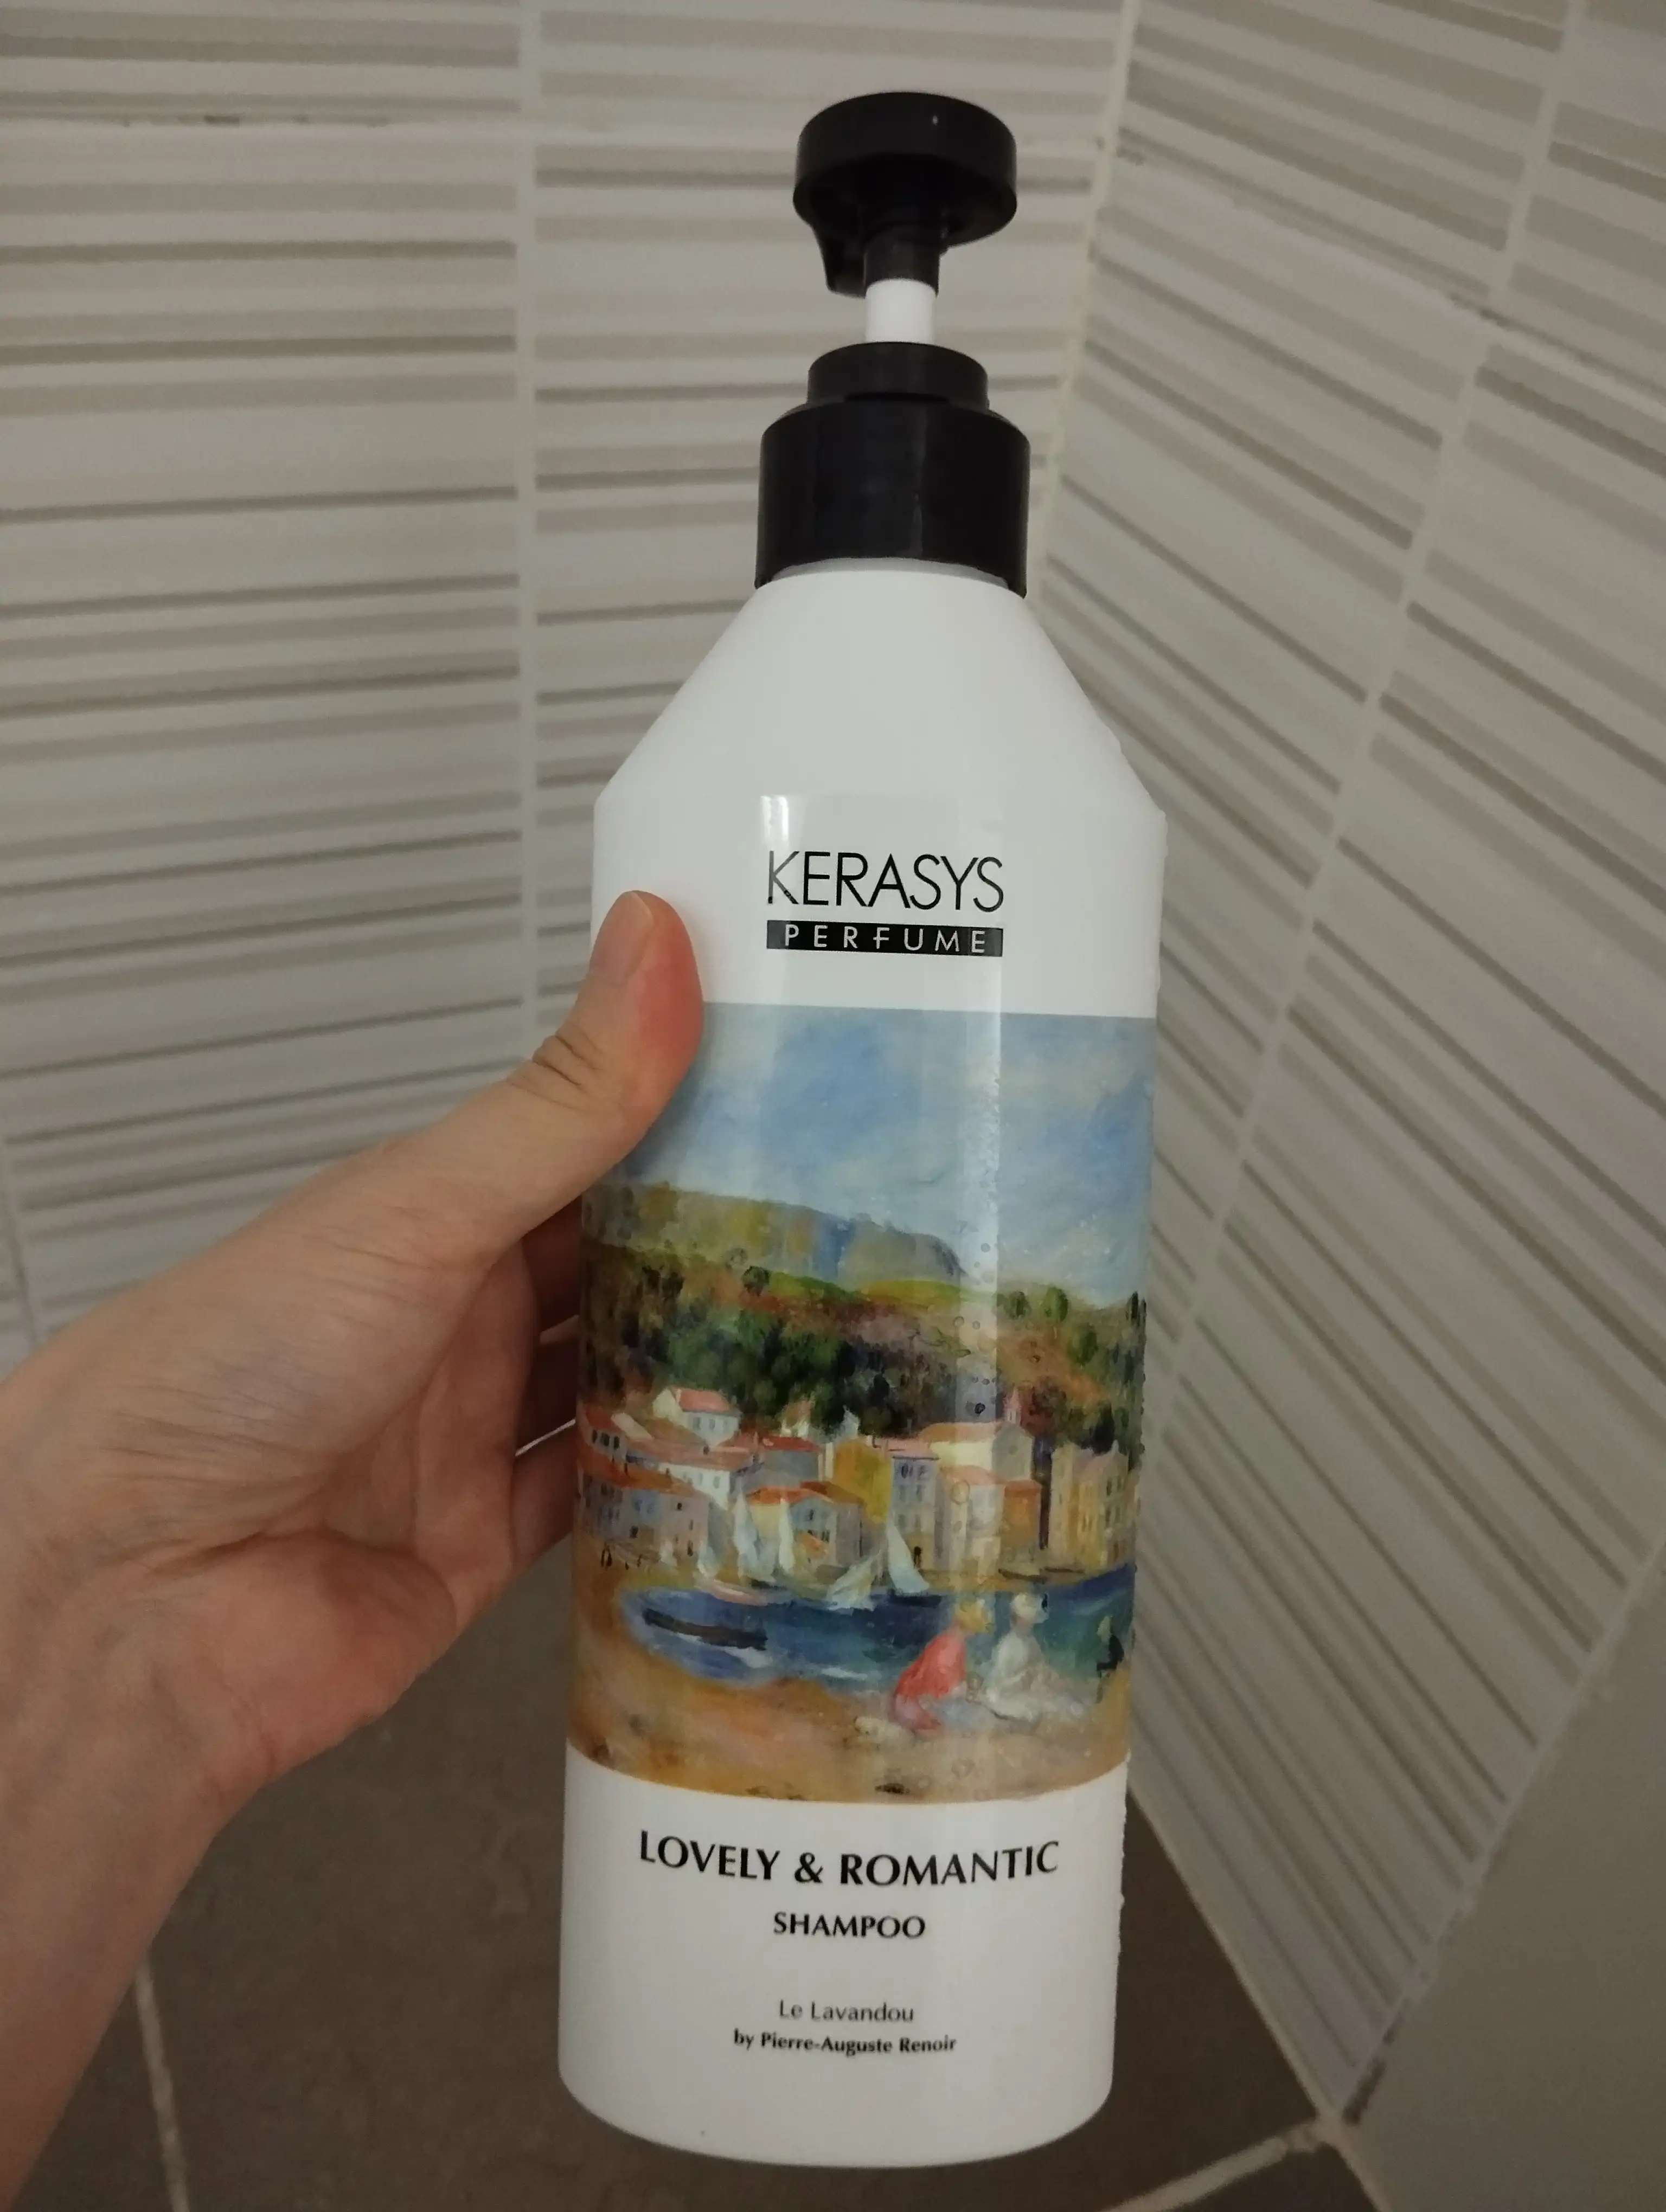 KERASYS
PERFUME
LOVELY & ROMANTIC
SHAMPOO
Le Lavandou
by Pierre-Auguste Renoir